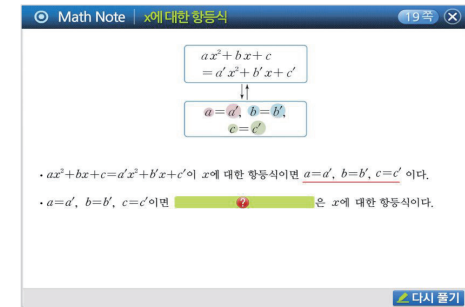 Math Note x에 대한 항등식 19쪽
ax²+bx+c
=a′x²+b′x+c′
a=a′, b=b′,
c=c′
· ax²+bx+c=a′x²+b′x+c′이 x에 대한 항등식이면 a=a′, b=b′, c=c′ 이다.
· a=a′, b=b′, c=c′이면 ? 은 x에 대한 항등식이다.
다시 풀기